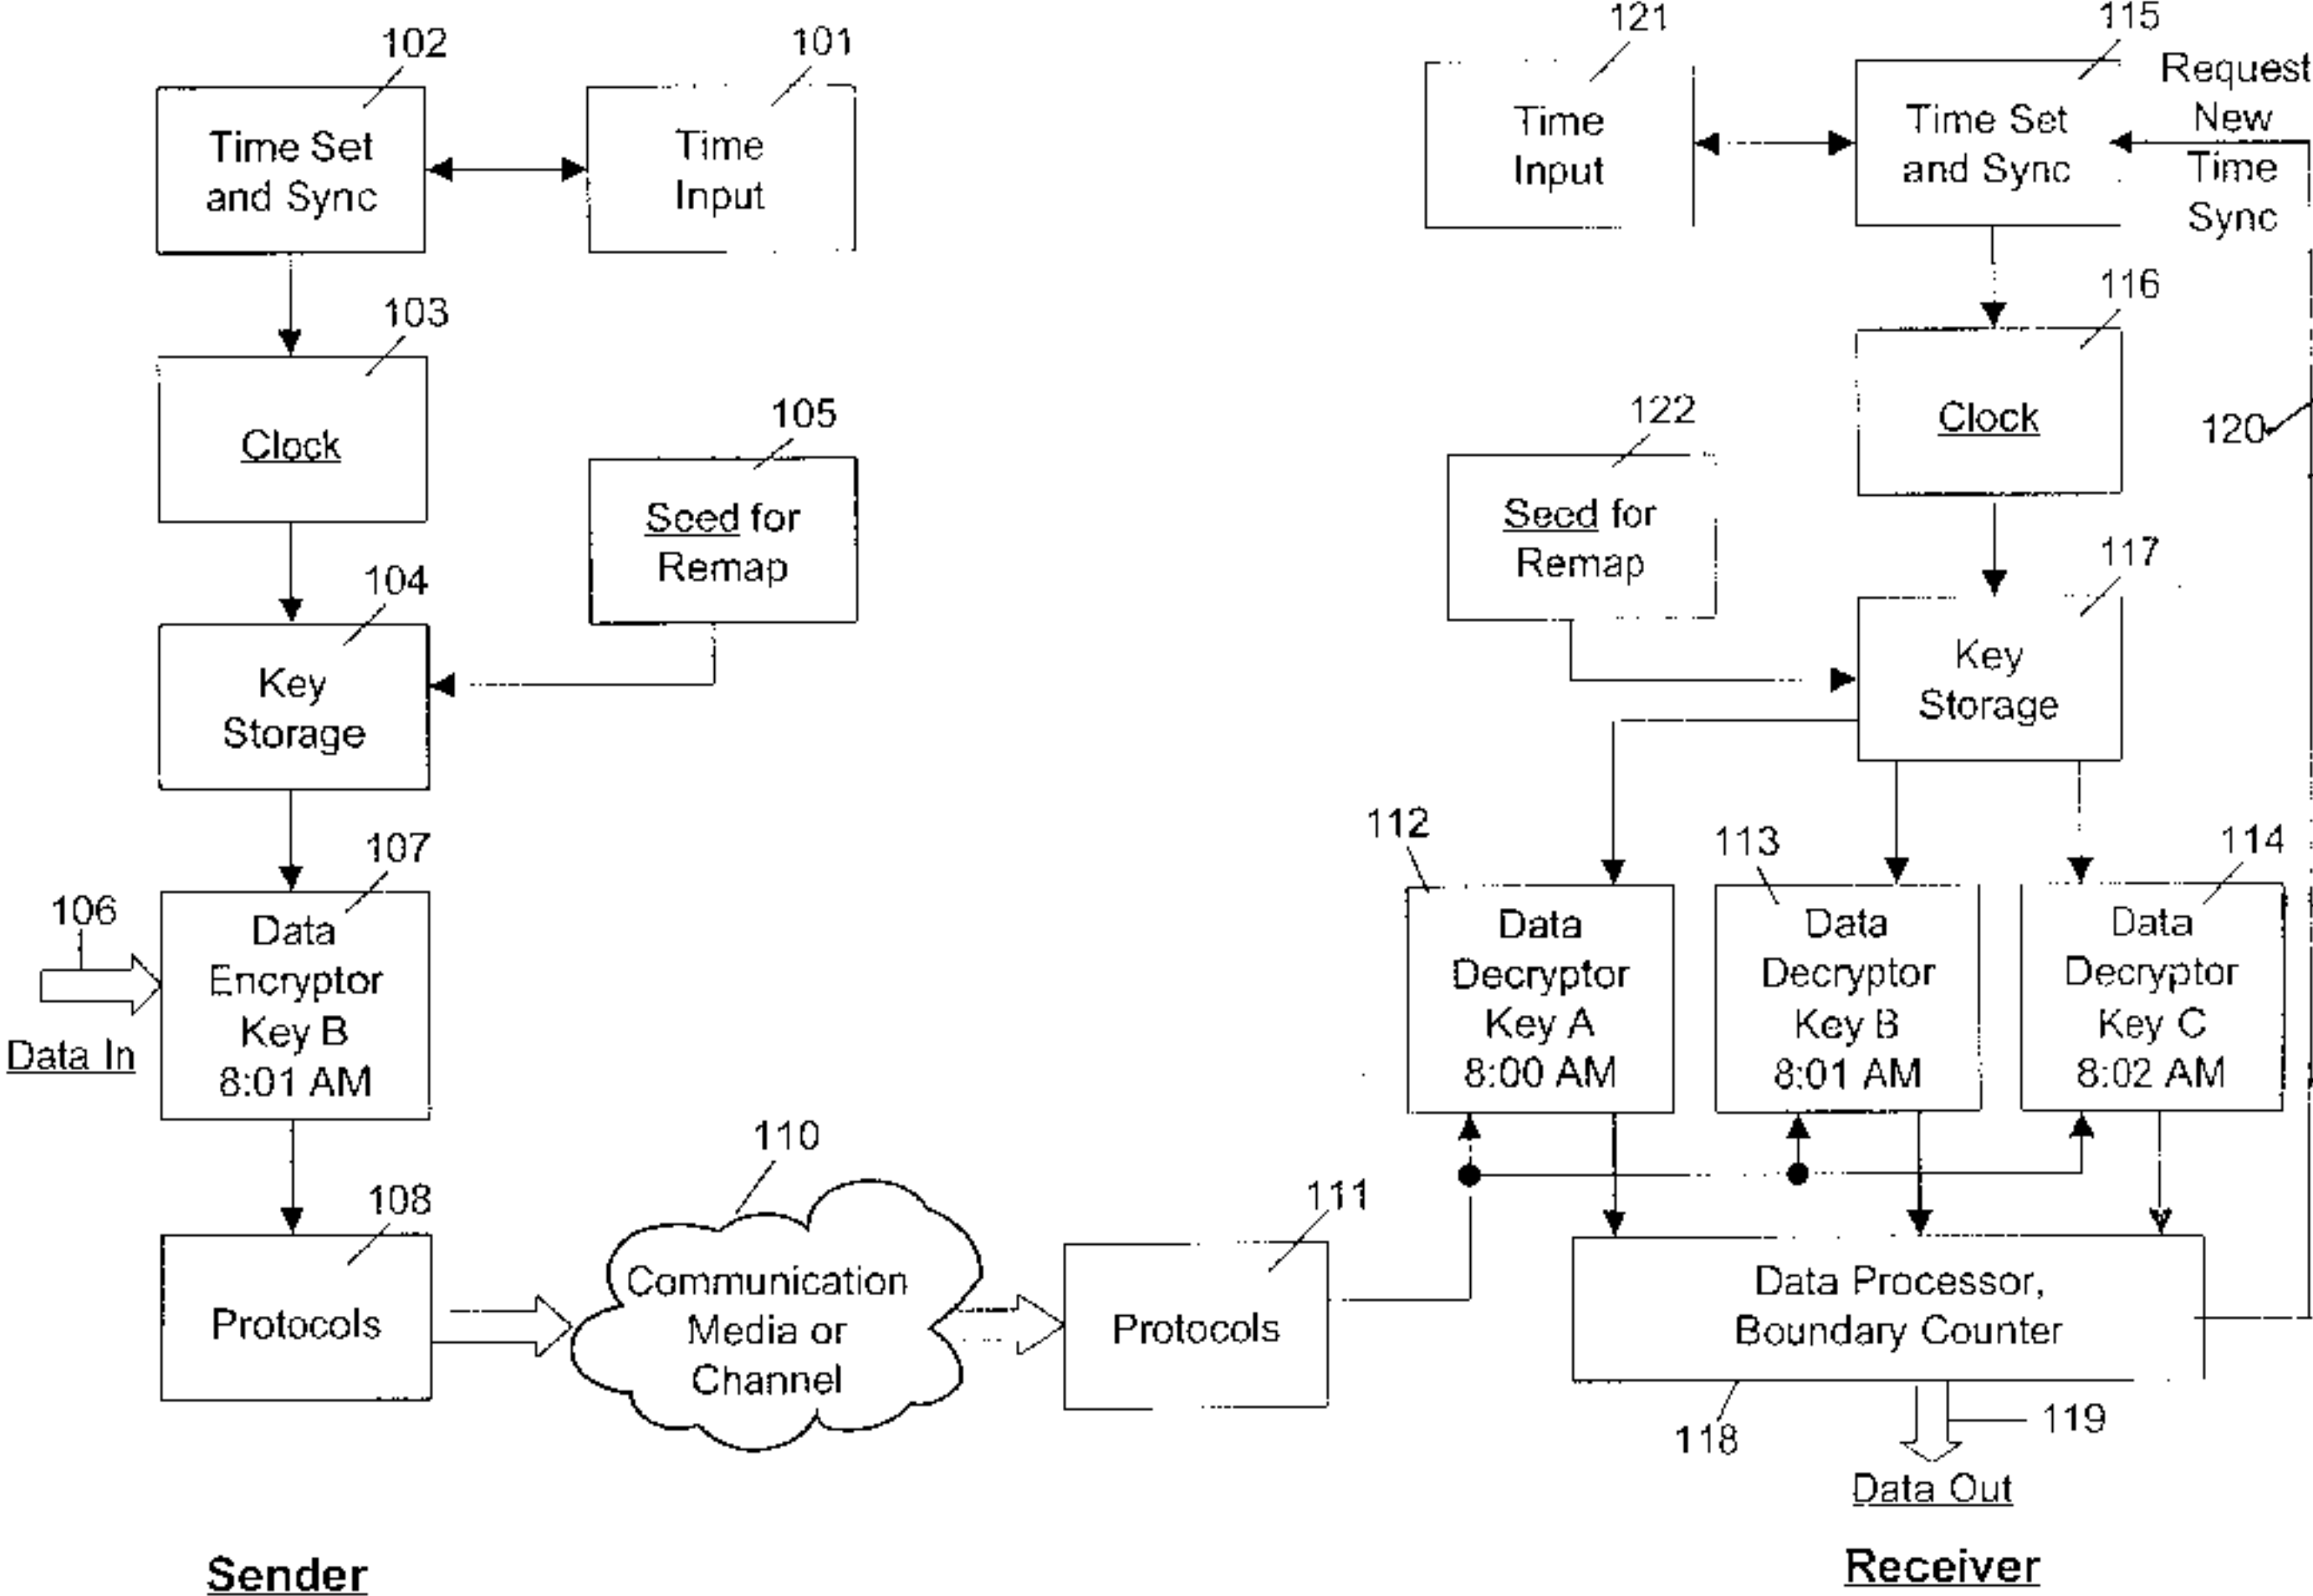 102
101
Time Set
and Sync
Time
Input
103
Clock
105
Seed for
Remap
104
Key
Storage
107
106
Data
Encryptor
Key B
8:01 AM
Data In
108
Protocols
110
Communication
Media or
Channel
111
Protocols
Sender
121
115
Time
Input
Time Set
and Sync
Request
New
Time
Sync
116
Clock
120
122
Seed for
Remap
117
Key
Storage
112
Data
Decryptor
Key A
8:00 AM
113
Data
Decryptor
Key B
8:01 AM
114
Data
Decryptor
Key C
8:02 AM
Data Processor,
Boundary Counter
118
119
Data Out
Receiver